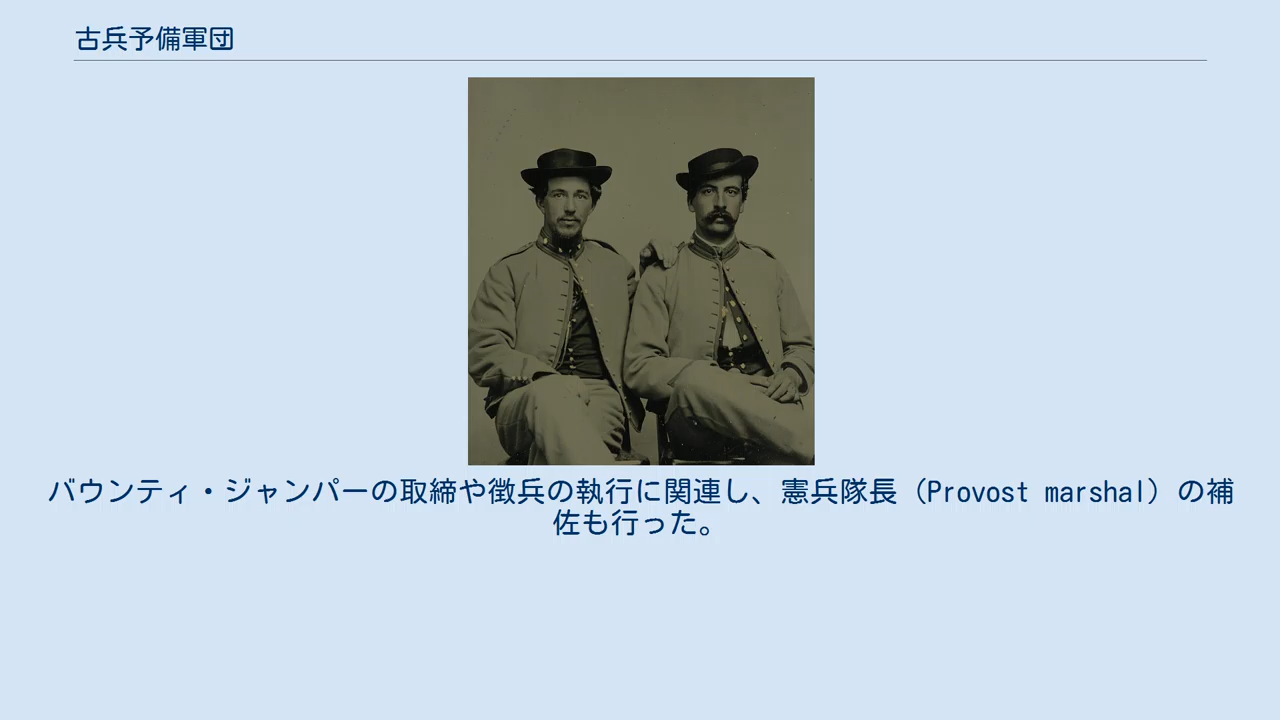 古兵予備軍団
バウンティ・ジャンパーの取締や徴兵の執行に関連し、憲兵隊長（Provost marshal）の補
佐も行った。